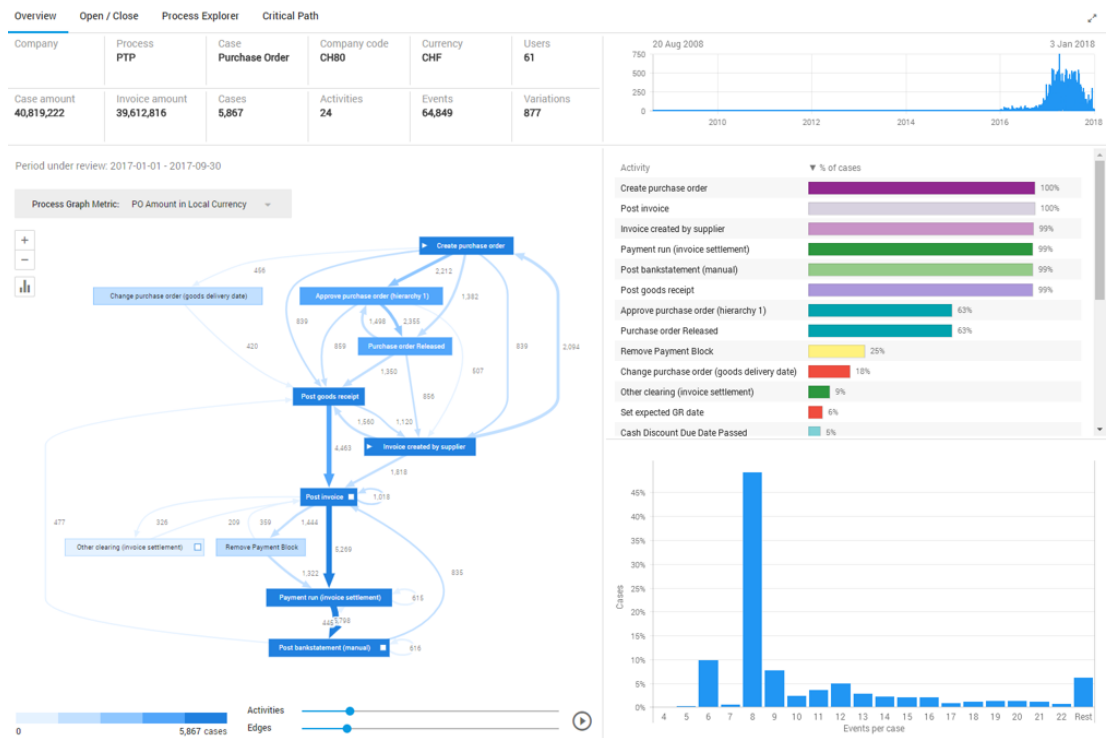 Overview Open / Close Process Explorer Critical Path
Company Process Case Company code Currency Users
PTP Purchase Order CH80 CHF 61
Case amount Invoice amount Cases Activities Events Variations
40,819,222 39,612,816 5,867 24 64,849 877
20 Aug 2008 3 Jan 2018
750
500
250
0
2010 2012 2014 2016 2018
Period under review: 2017-01-01 - 2017-09-30
Process Graph Metric: PO Amount in Local Currency
+
−
Create purchase order
456 2,212
Change purchase order (goods delivery date) Approve purchase order (hierarchy 1) 1,382
839 1,498 2,355
420 859 Purchase order Released 839 2,094
1,350 507
Post goods receipt 856
1,560 1,120
4,463 Invoice created by supplier
1,818
Post invoice 1,018
477 326 209 359 1,444
Other clearing (invoice settlement) Remove Payment Block 5,269
1,322 835
Payment run (invoice settlement) 615
Post bankstatement (manual) 616
0 5,867 cases
Activities
Edges
Activity ▼ % of cases
Create purchase order 100%
Post invoice 100%
Invoice created by supplier 99%
Payment run (invoice settlement) 99%
Post bankstatement (manual) 99%
Post goods receipt 99%
Approve purchase order (hierarchy 1) 63%
Purchase order Released 63%
Remove Payment Block 25%
Change purchase order (goods delivery date) 18%
Other clearing (invoice settlement) 9%
Set expected GR date 6%
Cash Discount Due Date Passed 5%
45%
40%
35%
30%
25%
20%
15%
10%
5%
0%
Cases
4 5 6 7 8 9 10 11 12 13 14 15 16 17 18 19 20 21 22 Rest
Events per case